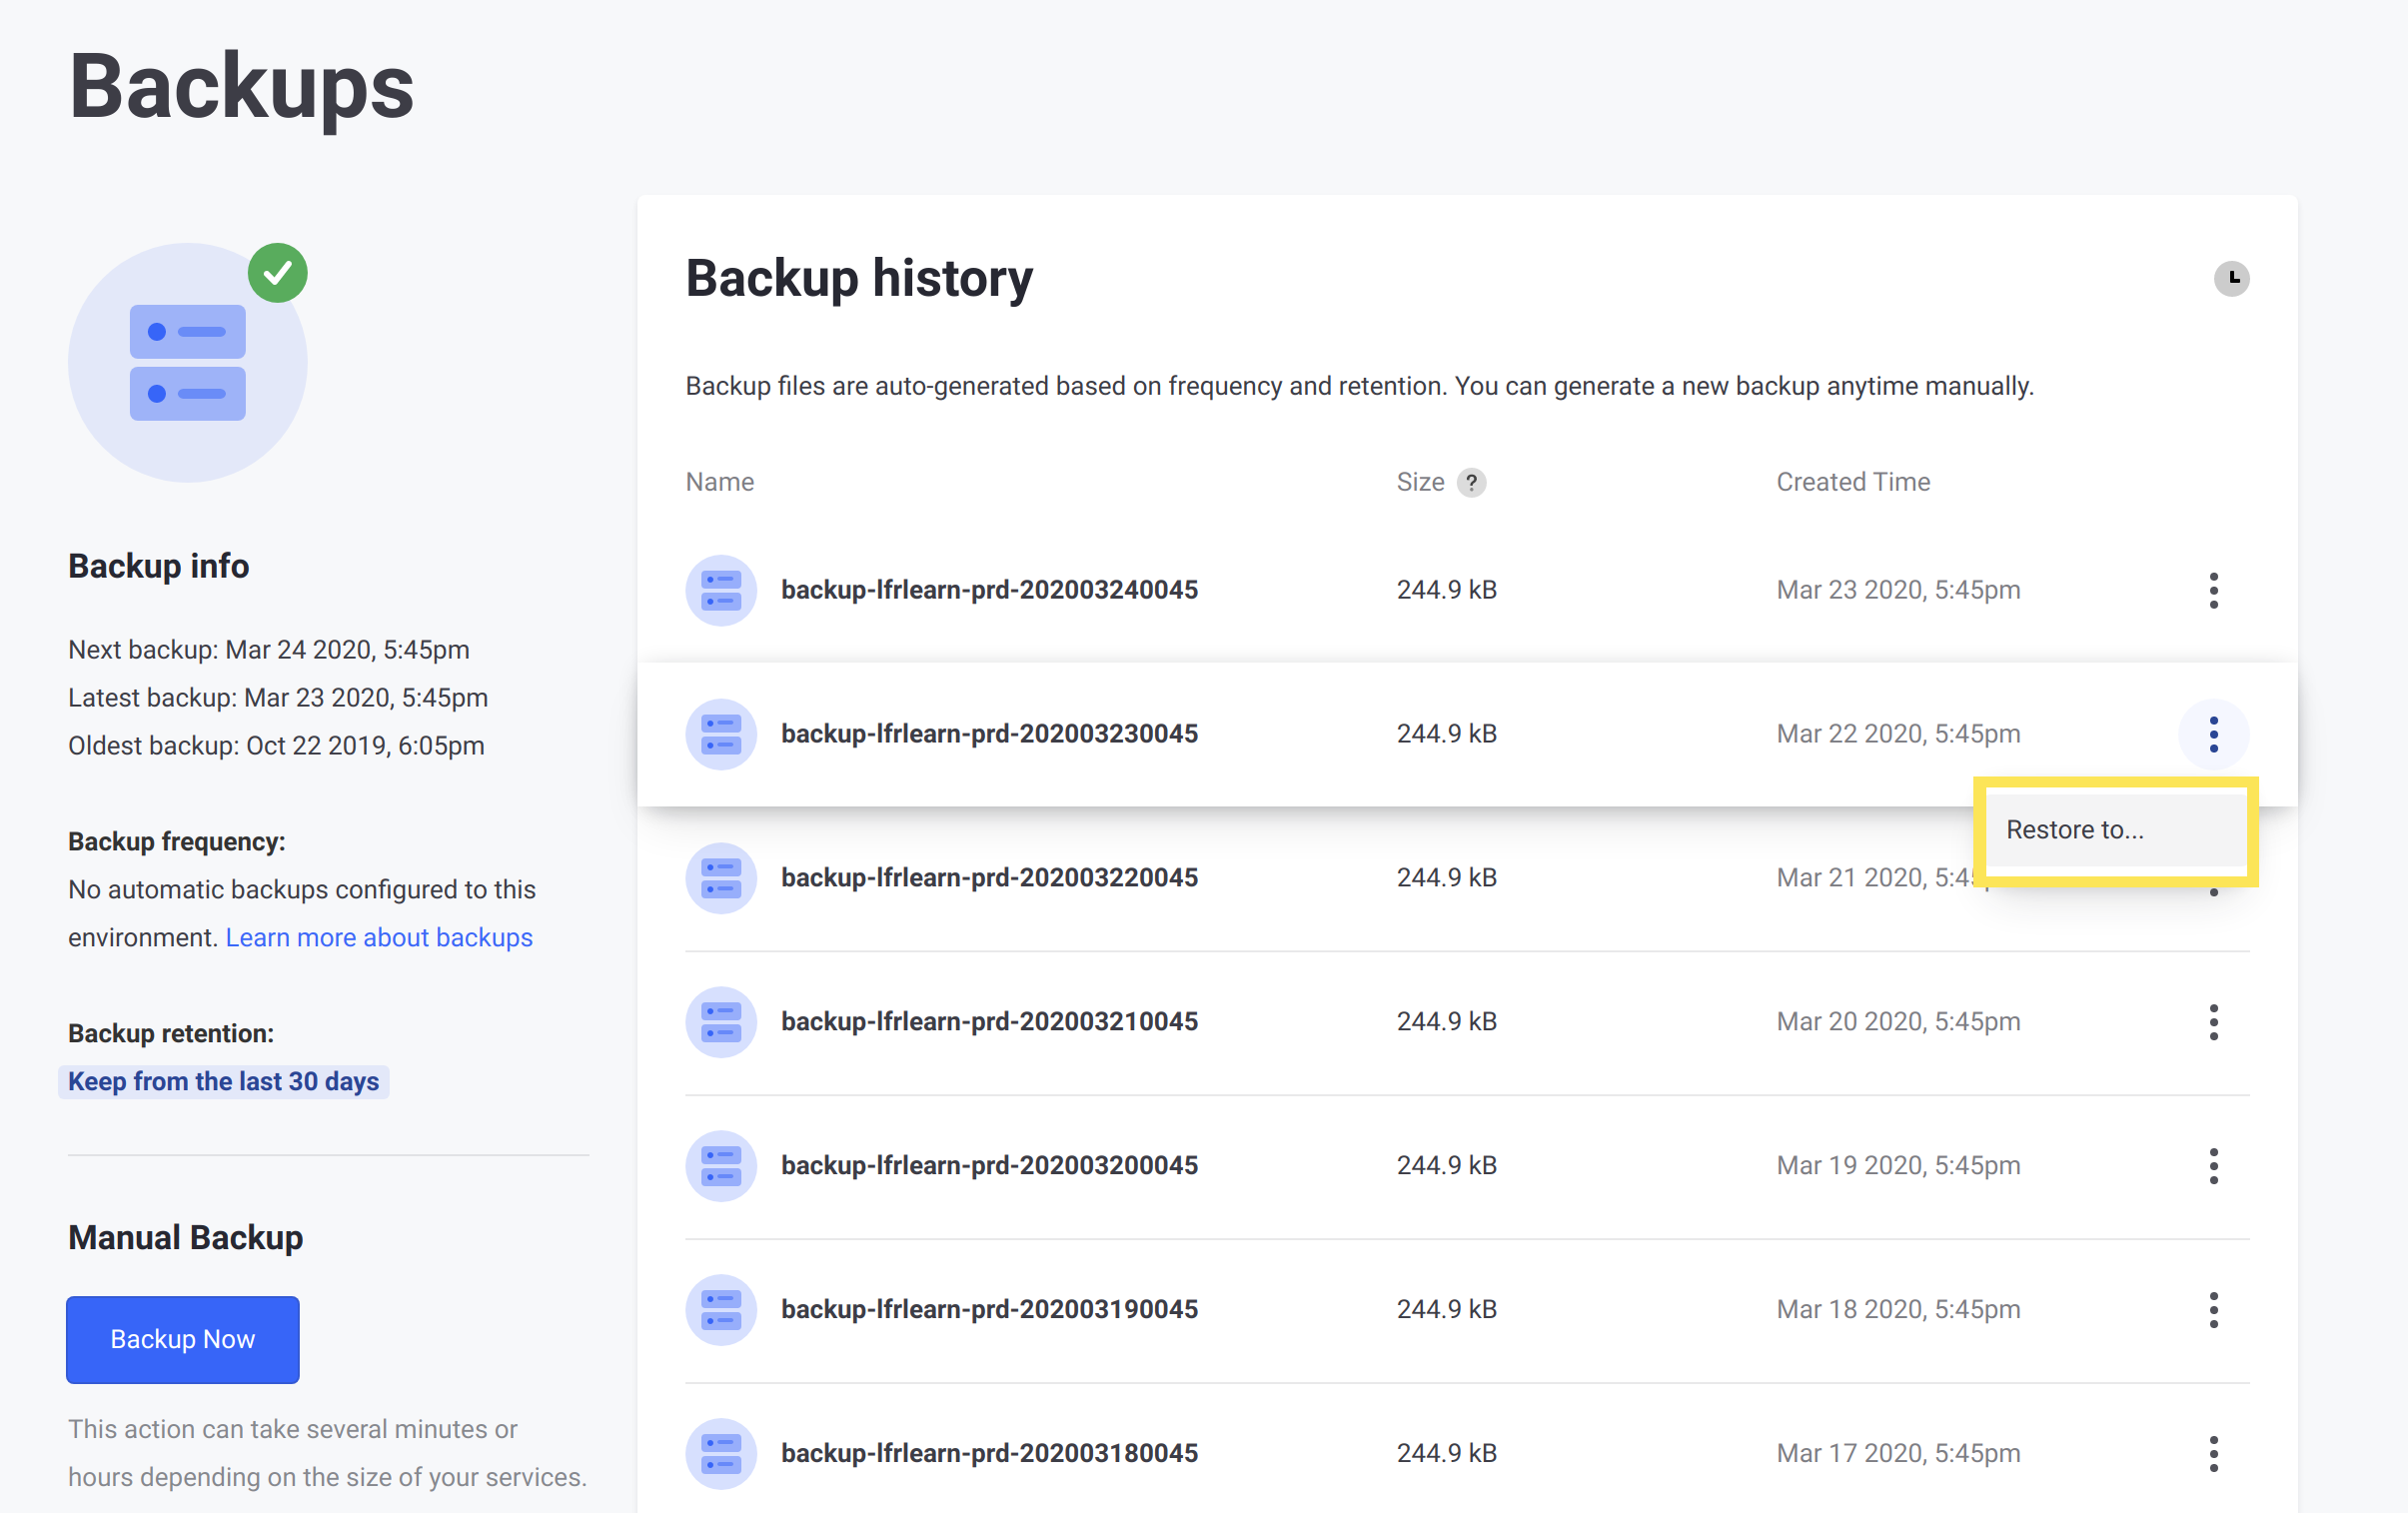 Backups
Backup info
Next backup: Mar 24 2020, 5:45pm
Latest backup: Mar 23 2020, 5:45pm
Oldest backup: Oct 22 2019, 6:05pm
Backup frequency:
No automatic backups configured to this
environment. Learn more about backups
Backup retention:
Keep from the last 30 days
Manual Backup
Backup Now
This action can take several minutes or
hours depending on the size of your services.
Backup history
Backup files are auto-generated based on frequency and retention. You can generate a new backup anytime manually.
Name Size ? Created Time
backup-lfrlearn-prd-202003240045 244.9 kB Mar 23 2020, 5:45pm
backup-lfrlearn-prd-202003230045 244.9 kB Mar 22 2020, 5:45pm
Restore to...
backup-lfrlearn-prd-202003220045 244.9 kB Mar 21 2020,
backup-lfrlearn-prd-202003210045 244.9 kB Mar 20 2020, 5:45pm
backup-lfrlearn-prd-202003200045 244.9 kB Mar 19 2020, 5:45pm
backup-lfrlearn-prd-202003190045 244.9 kB Mar 18 2020, 5:45pm
backup-lfrlearn-prd-202003180045 244.9 kB Mar 17 2020, 5:45pm